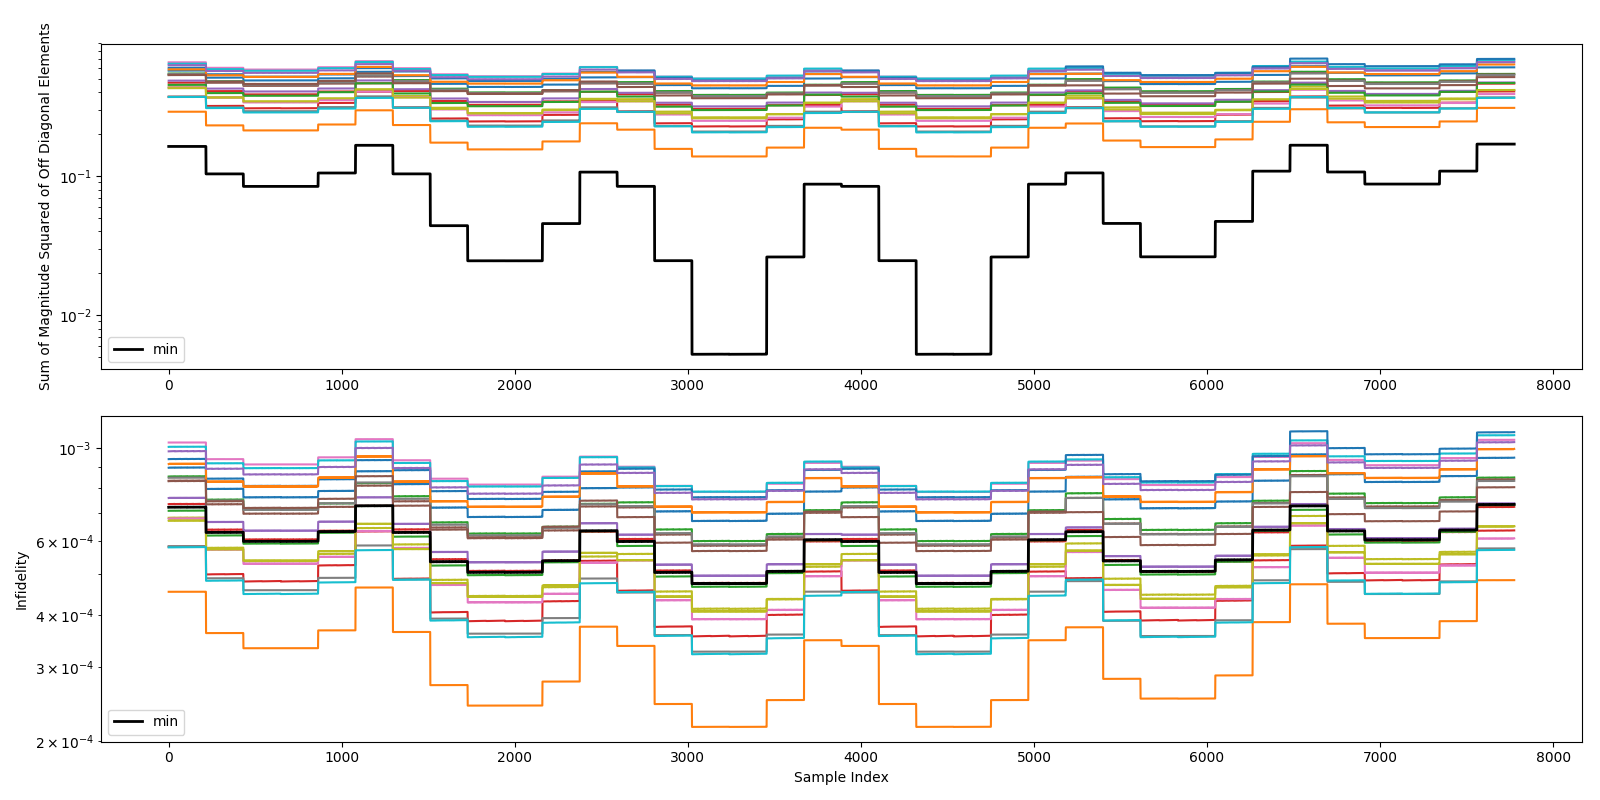 Sum of Magnitude Squared of Off Diagonal Elements
10⁻¹
10⁻²
min
0 1000 2000 3000 4000 5000 6000 7000 8000
Infidelity
10⁻³
6 × 10⁻⁴
4 × 10⁻⁴
3 × 10⁻⁴
2 × 10⁻⁴
min
0 1000 2000 3000 4000 5000 6000 7000 8000
Sample Index